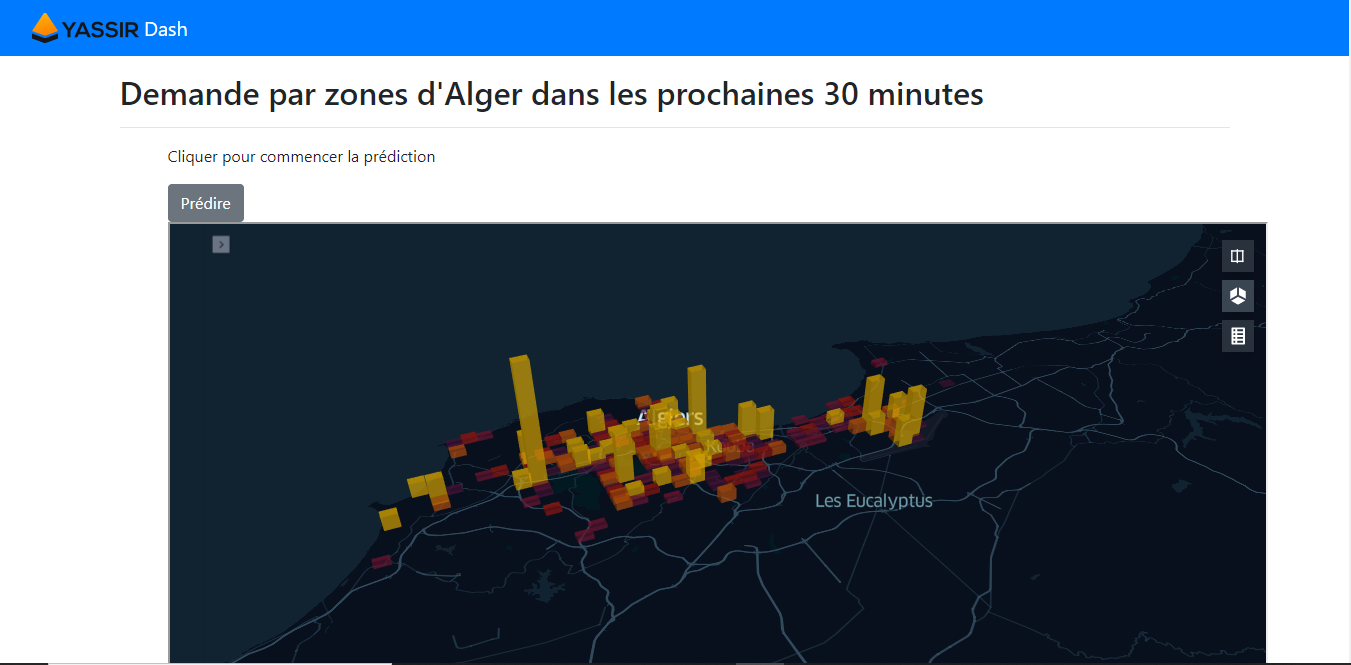 YASSIR Dash
Demande par zones d'Alger dans les prochaines 30 minutes
Cliquer pour commencer la prédiction
Prédire
Algiers
Kouba
Les Eucalyptus